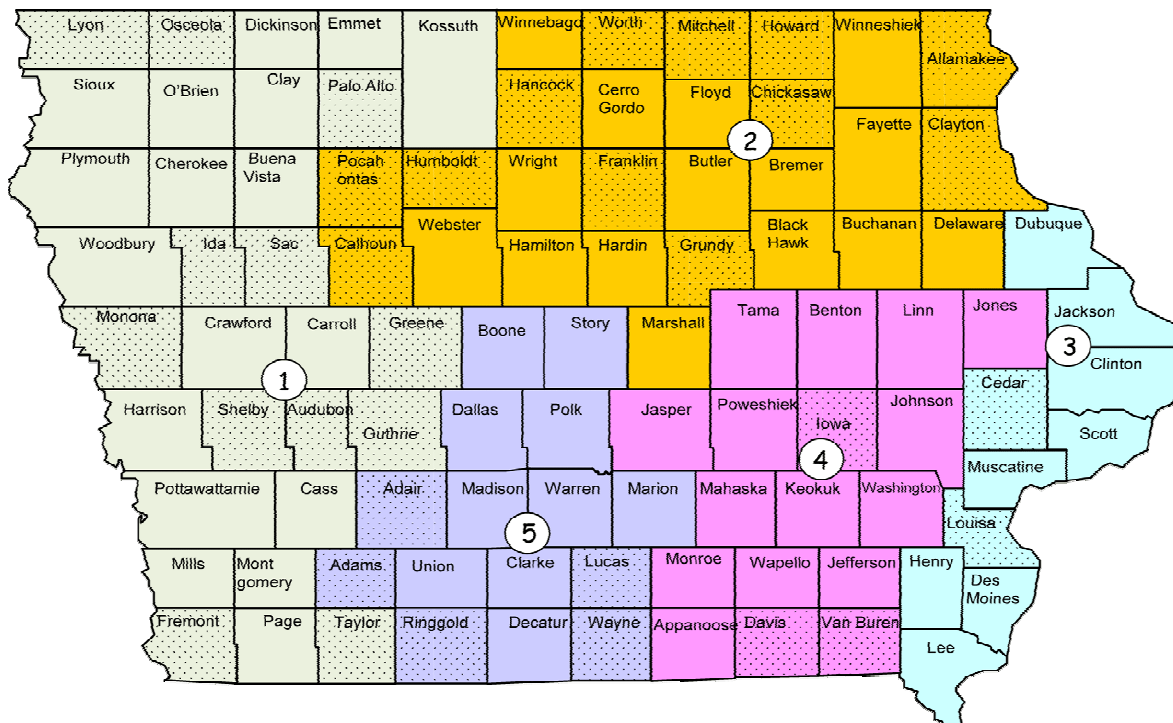 Lyon
Osceola
Dickinson
Emmet
Kossuth
Winnebago
Worth
Mitchell
Howard
Winneshiek
Allamakee
Sioux
O'Brien
Clay
Palo Alto
Hancock
Cerro
Gordo
Floyd
Chickasaw
Fayette
Clayton
2
Plymouth
Cherokee
Buena
Vista
Pocah
ontas
Humboldt
Wright
Franklin
Butler
Bremer
Webster
Woodbury
Ida
Sac
Calhoun
Hamilton
Hardin
Grundy
Black
Hawk
Buchanan
Delaware
Dubuque
Monona
Crawford
Carroll
Greene
Boone
Story
Marshall
Tama
Benton
Linn
Jones
Jackson
3
Clinton
1
Harrison
Shelby
Audubon
Guthrie
Dallas
Polk
Jasper
Poweshiek
Iowa
Johnson
Cedar
Scott
4
Muscatine
Pottawattamie
Cass
Adair
Madison
Warren
Marion
Mahaska
Keokuk
Washington
Louisa
5
Mills
Mont
gomery
Adams
Union
Clarke
Lucas
Monroe
Wapello
Jefferson
Henry
Des
Moines
Fremont
Page
Taylor
Ringgold
Decatur
Wayne
Appanoose
Davis
Van Buren
Lee